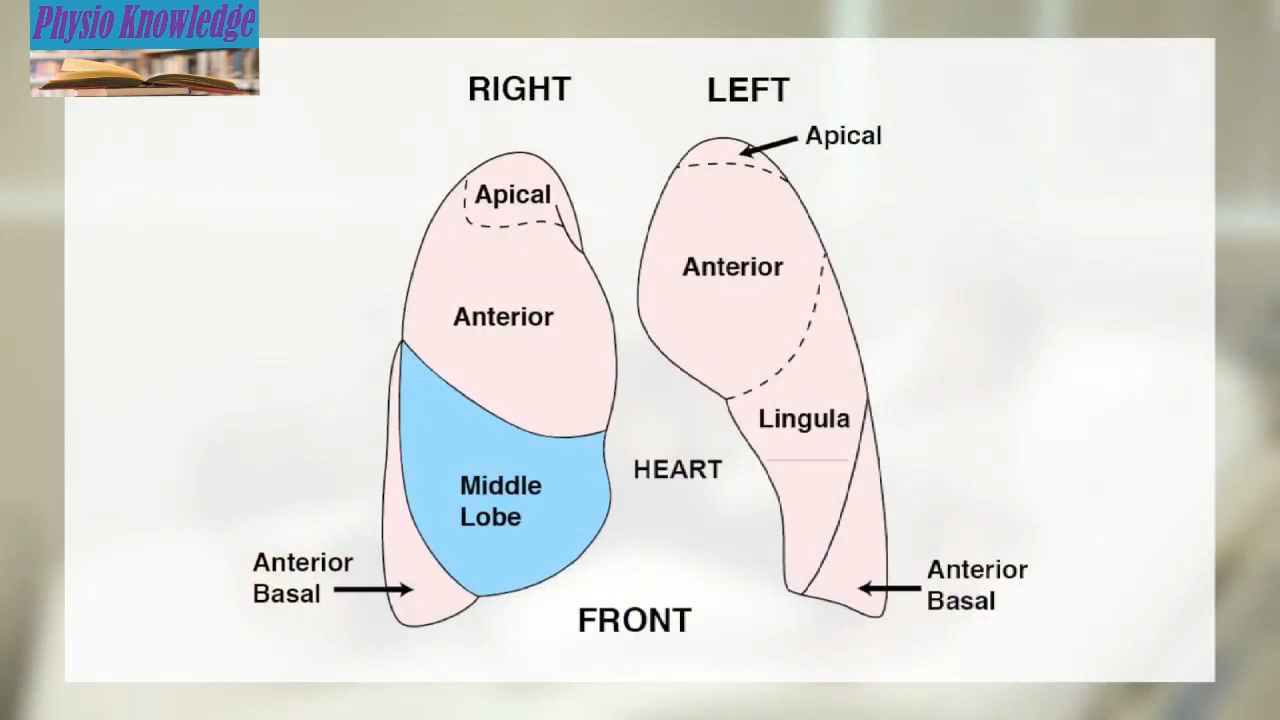 Physio Knowledge
RIGHT
LEFT
Apical
Apical
Anterior
Anterior
Lingula
HEART
Middle
Lobe
Anterior
Basal
Anterior
Basal
FRONT